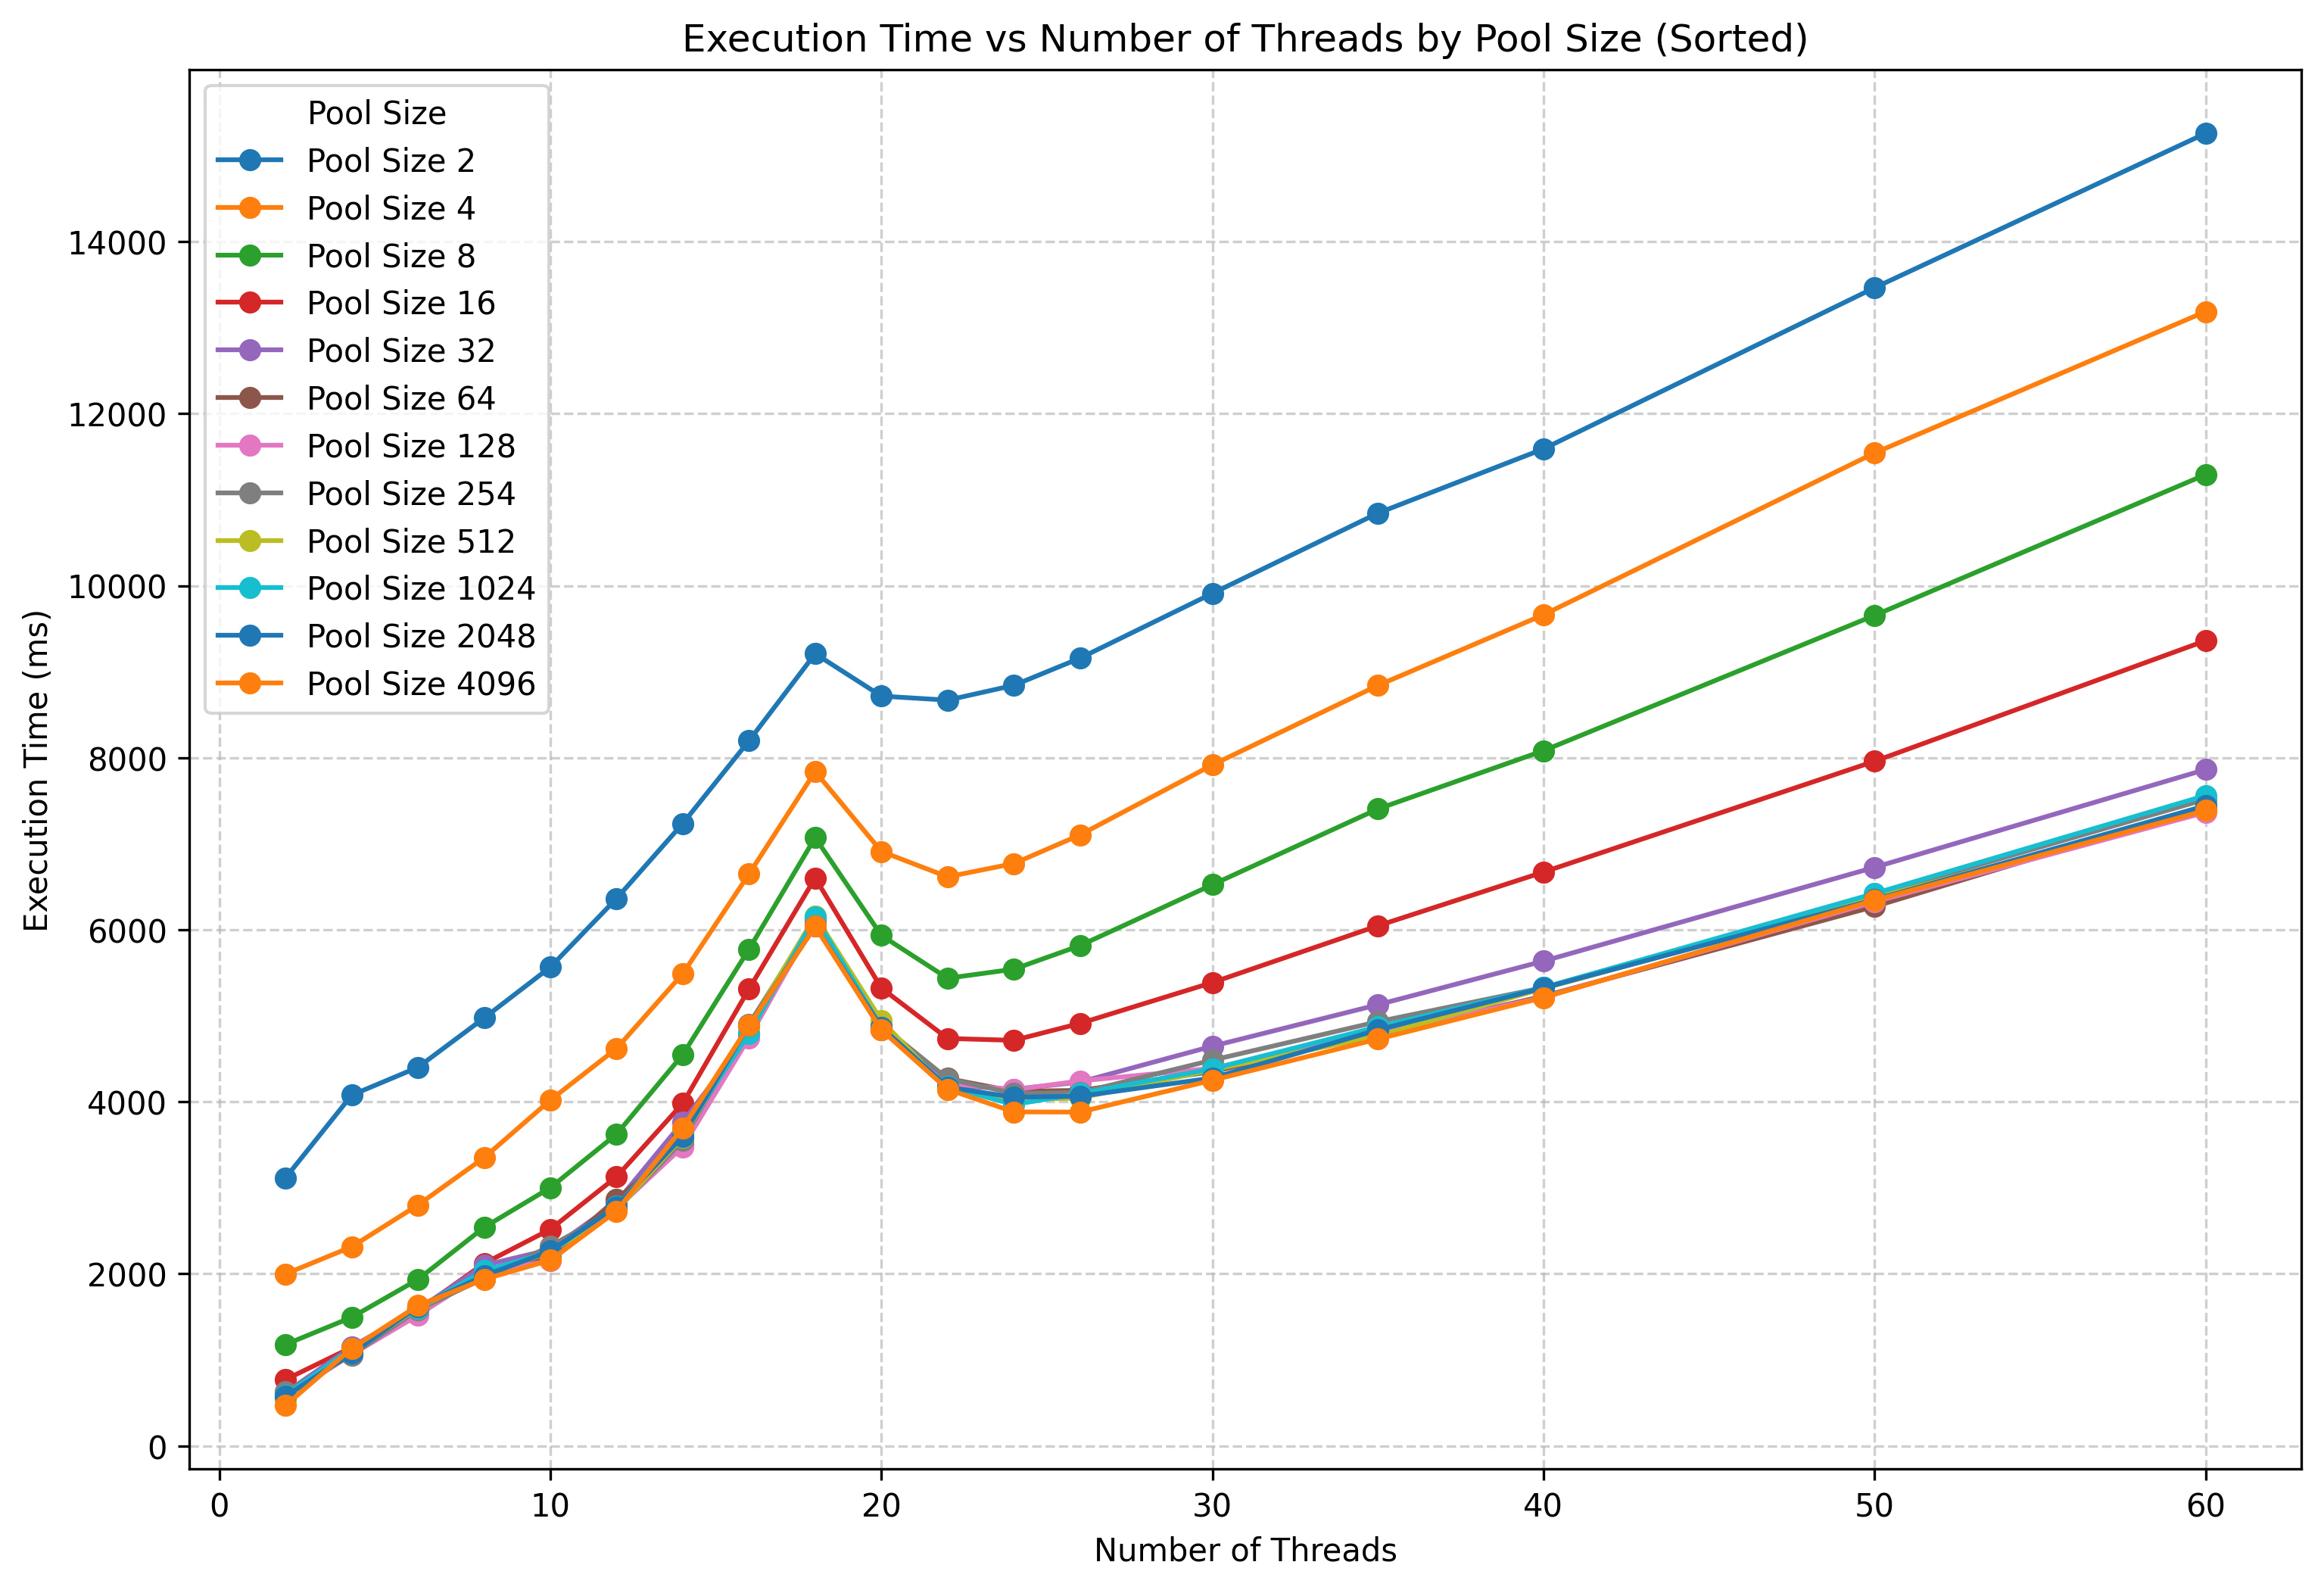 Execution Time vs Number of Threads by Pool Size (Sorted)
Pool Size
Pool Size 2
Pool Size 4
Pool Size 8
Pool Size 16
Pool Size 32
Pool Size 64
Pool Size 128
Pool Size 254
Pool Size 512
Pool Size 1024
Pool Size 2048
Pool Size 4096
Execution Time (ms)
14000
12000
10000
8000
6000
4000
2000
0
0 10 20 30 40 50 60
Number of Threads